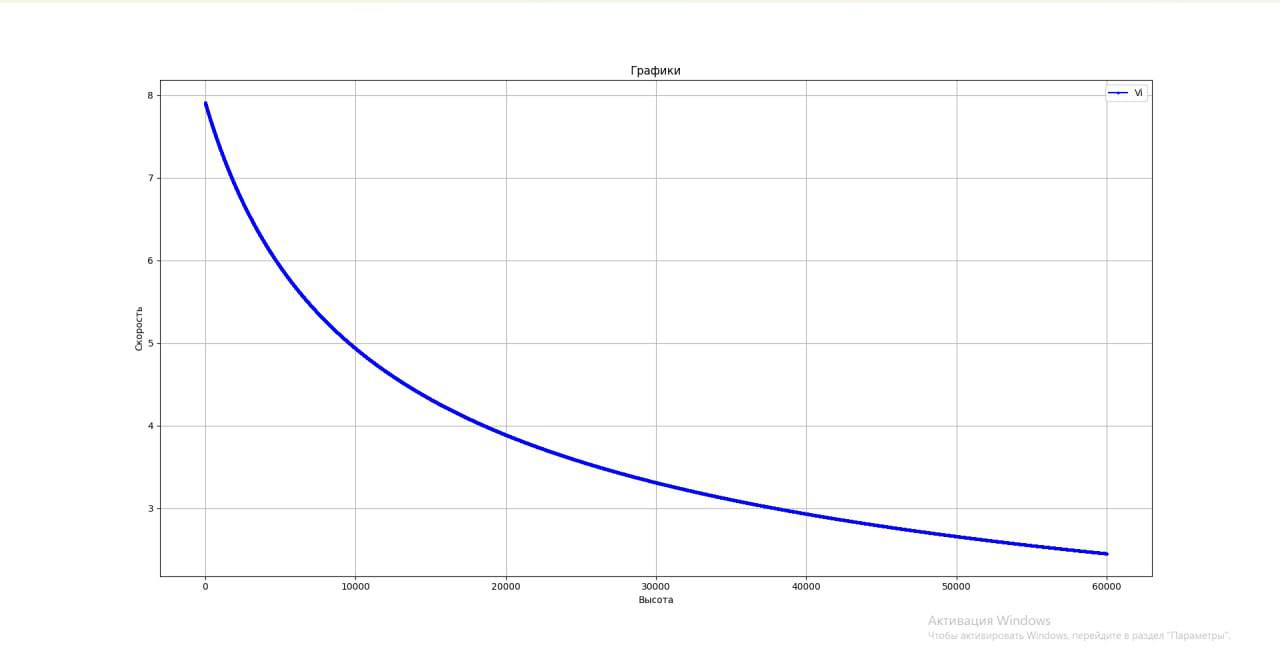 Графики
Vi
8
7
6
5
4
3
Скорость
0 10000 20000 30000 40000 50000 60000
Высота
Активация Windows
Чтобы активировать Windows, перейдите в раздел "Параметры".